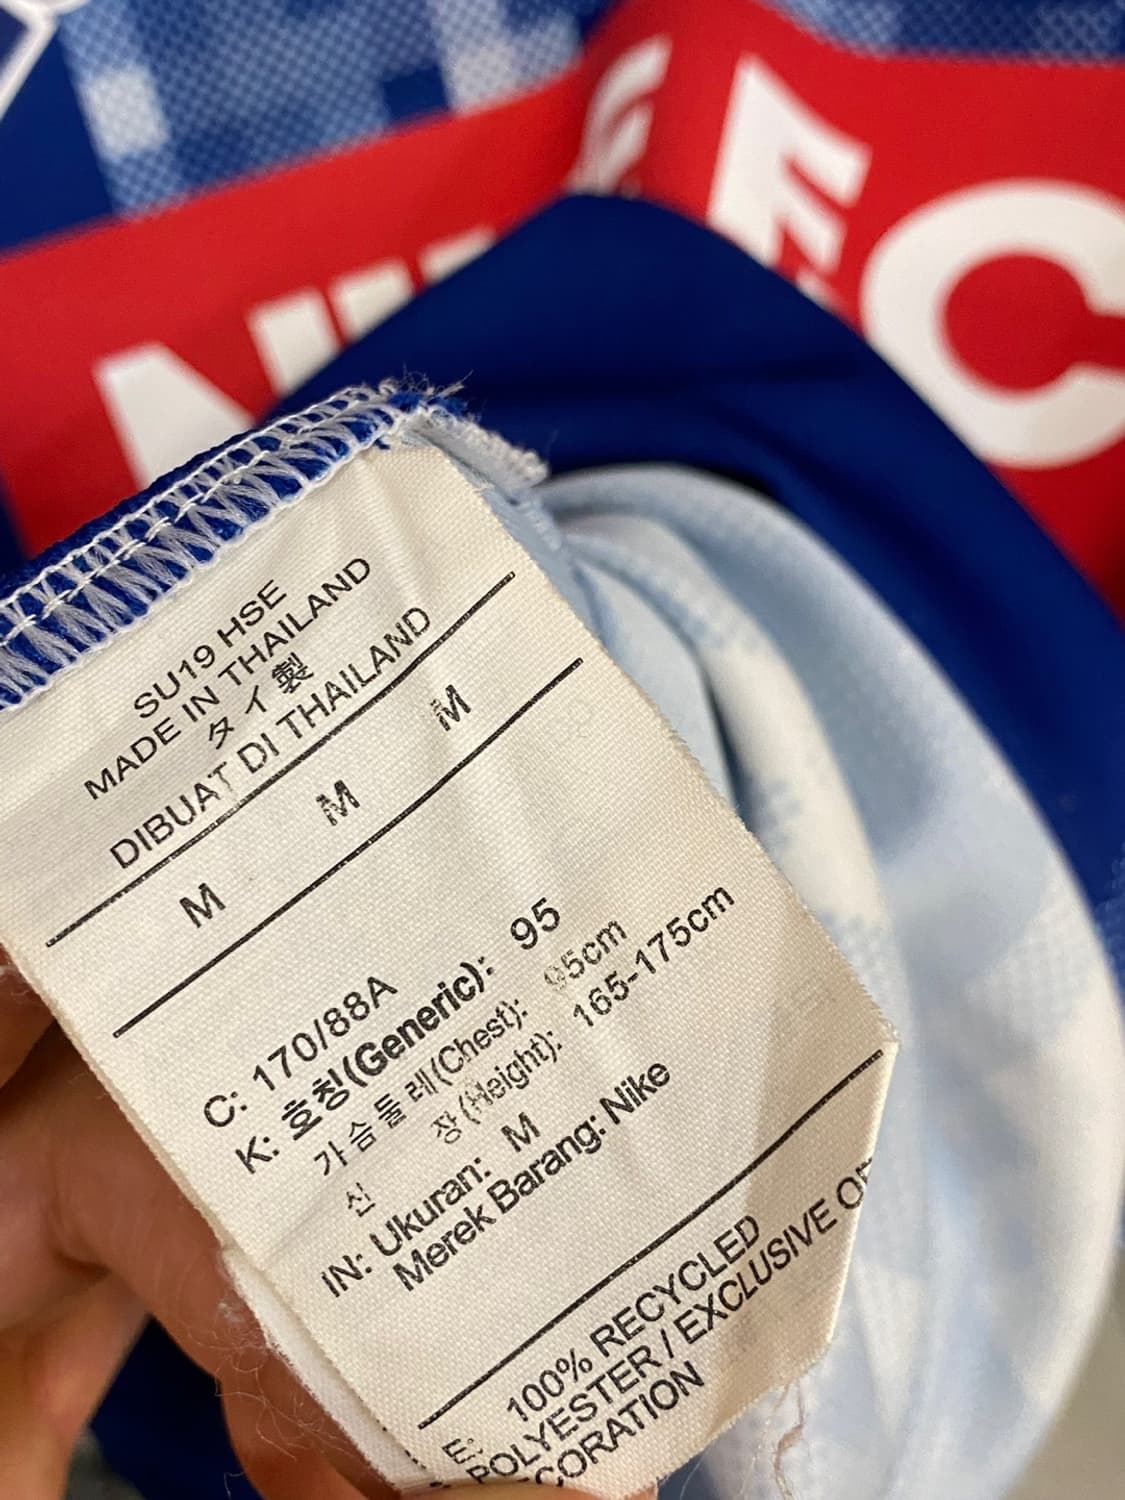 SU19 HSE
MADE IN THAILAND
タイ製
DIBUAT DI THAILAND
M M M
C: 170/88A
K: 호칭(Generic): 95
가슴둘레(Chest): 95cm
신 장(Height): 165-175cm
IN: Ukuran: M
Merek Barang: Nike
100% RECYCLED
POLYESTER / EXCLUSIVE OF